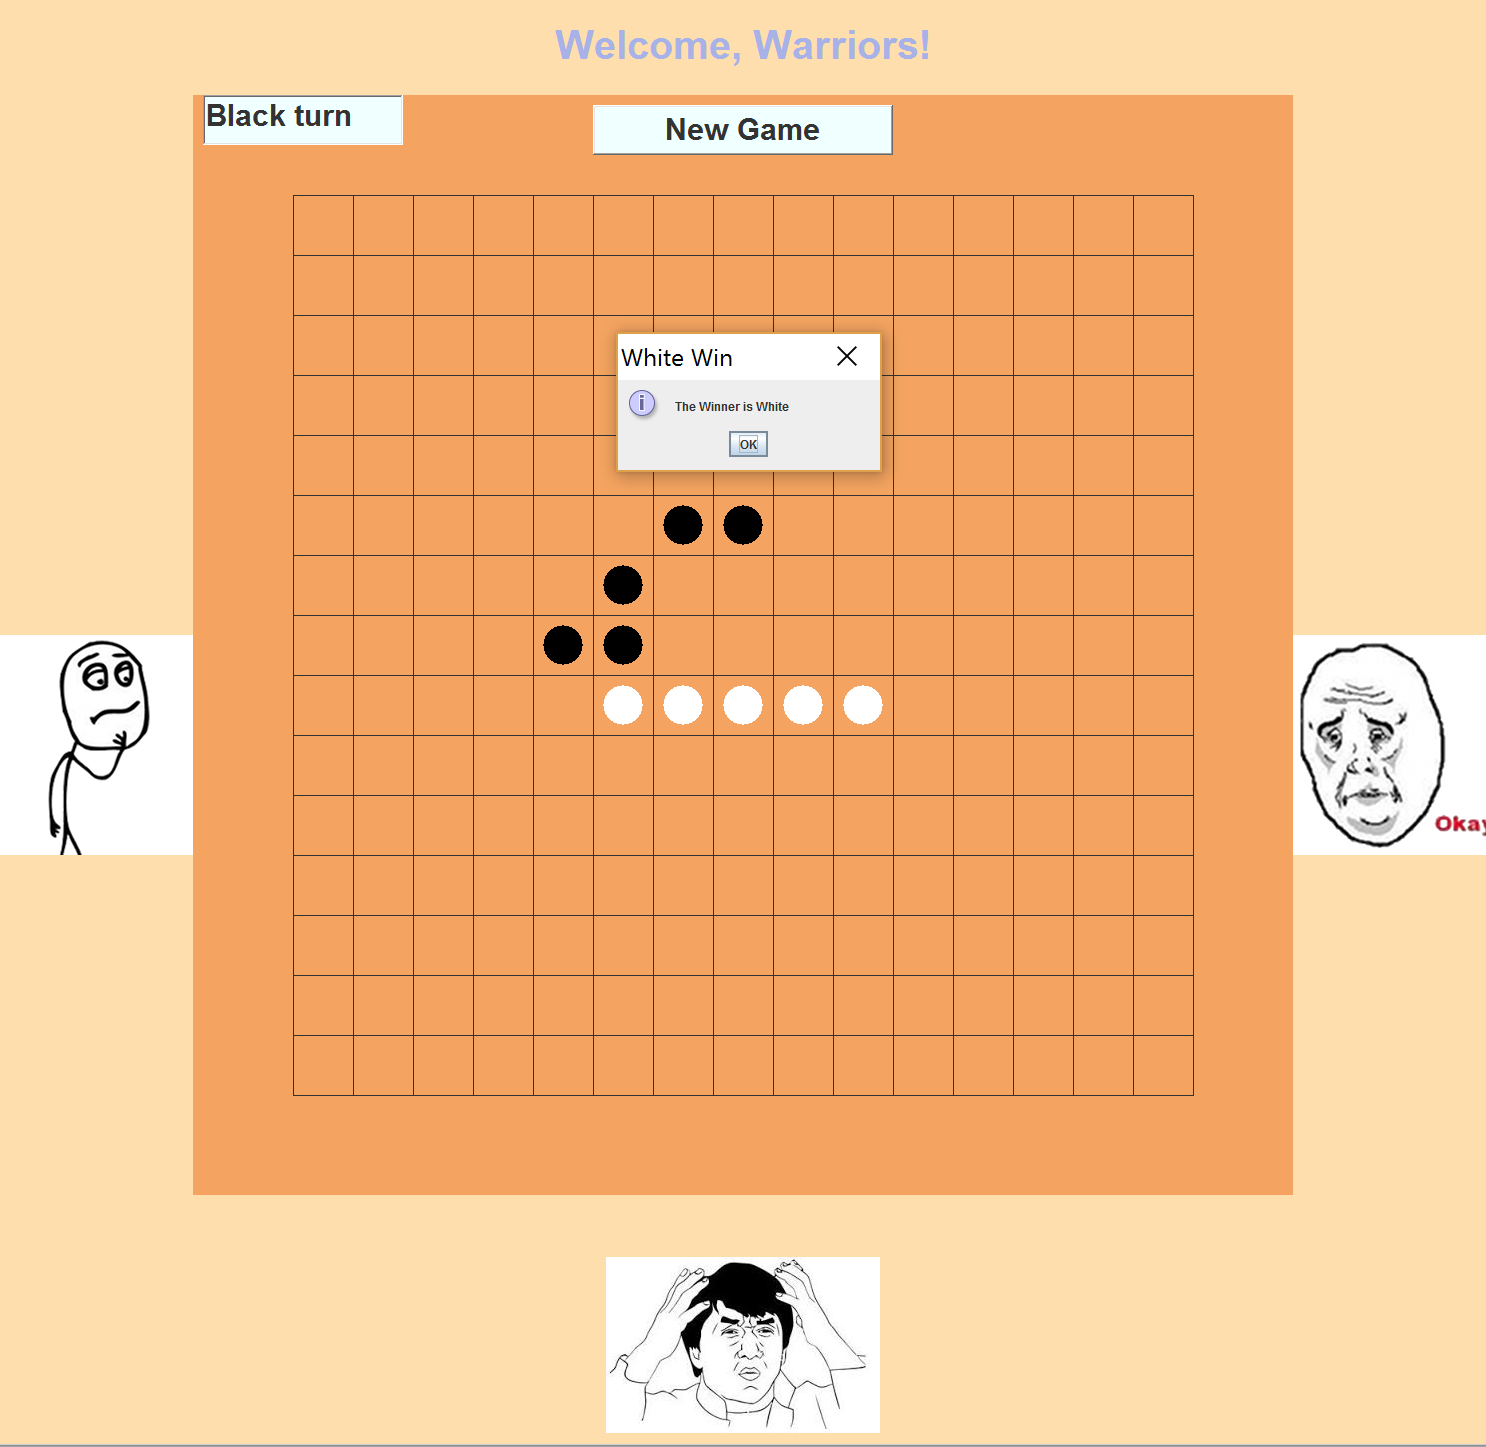 Welcome, Warriors!
Black turn
New Game
White Win
The Winner is White
OK
Okay